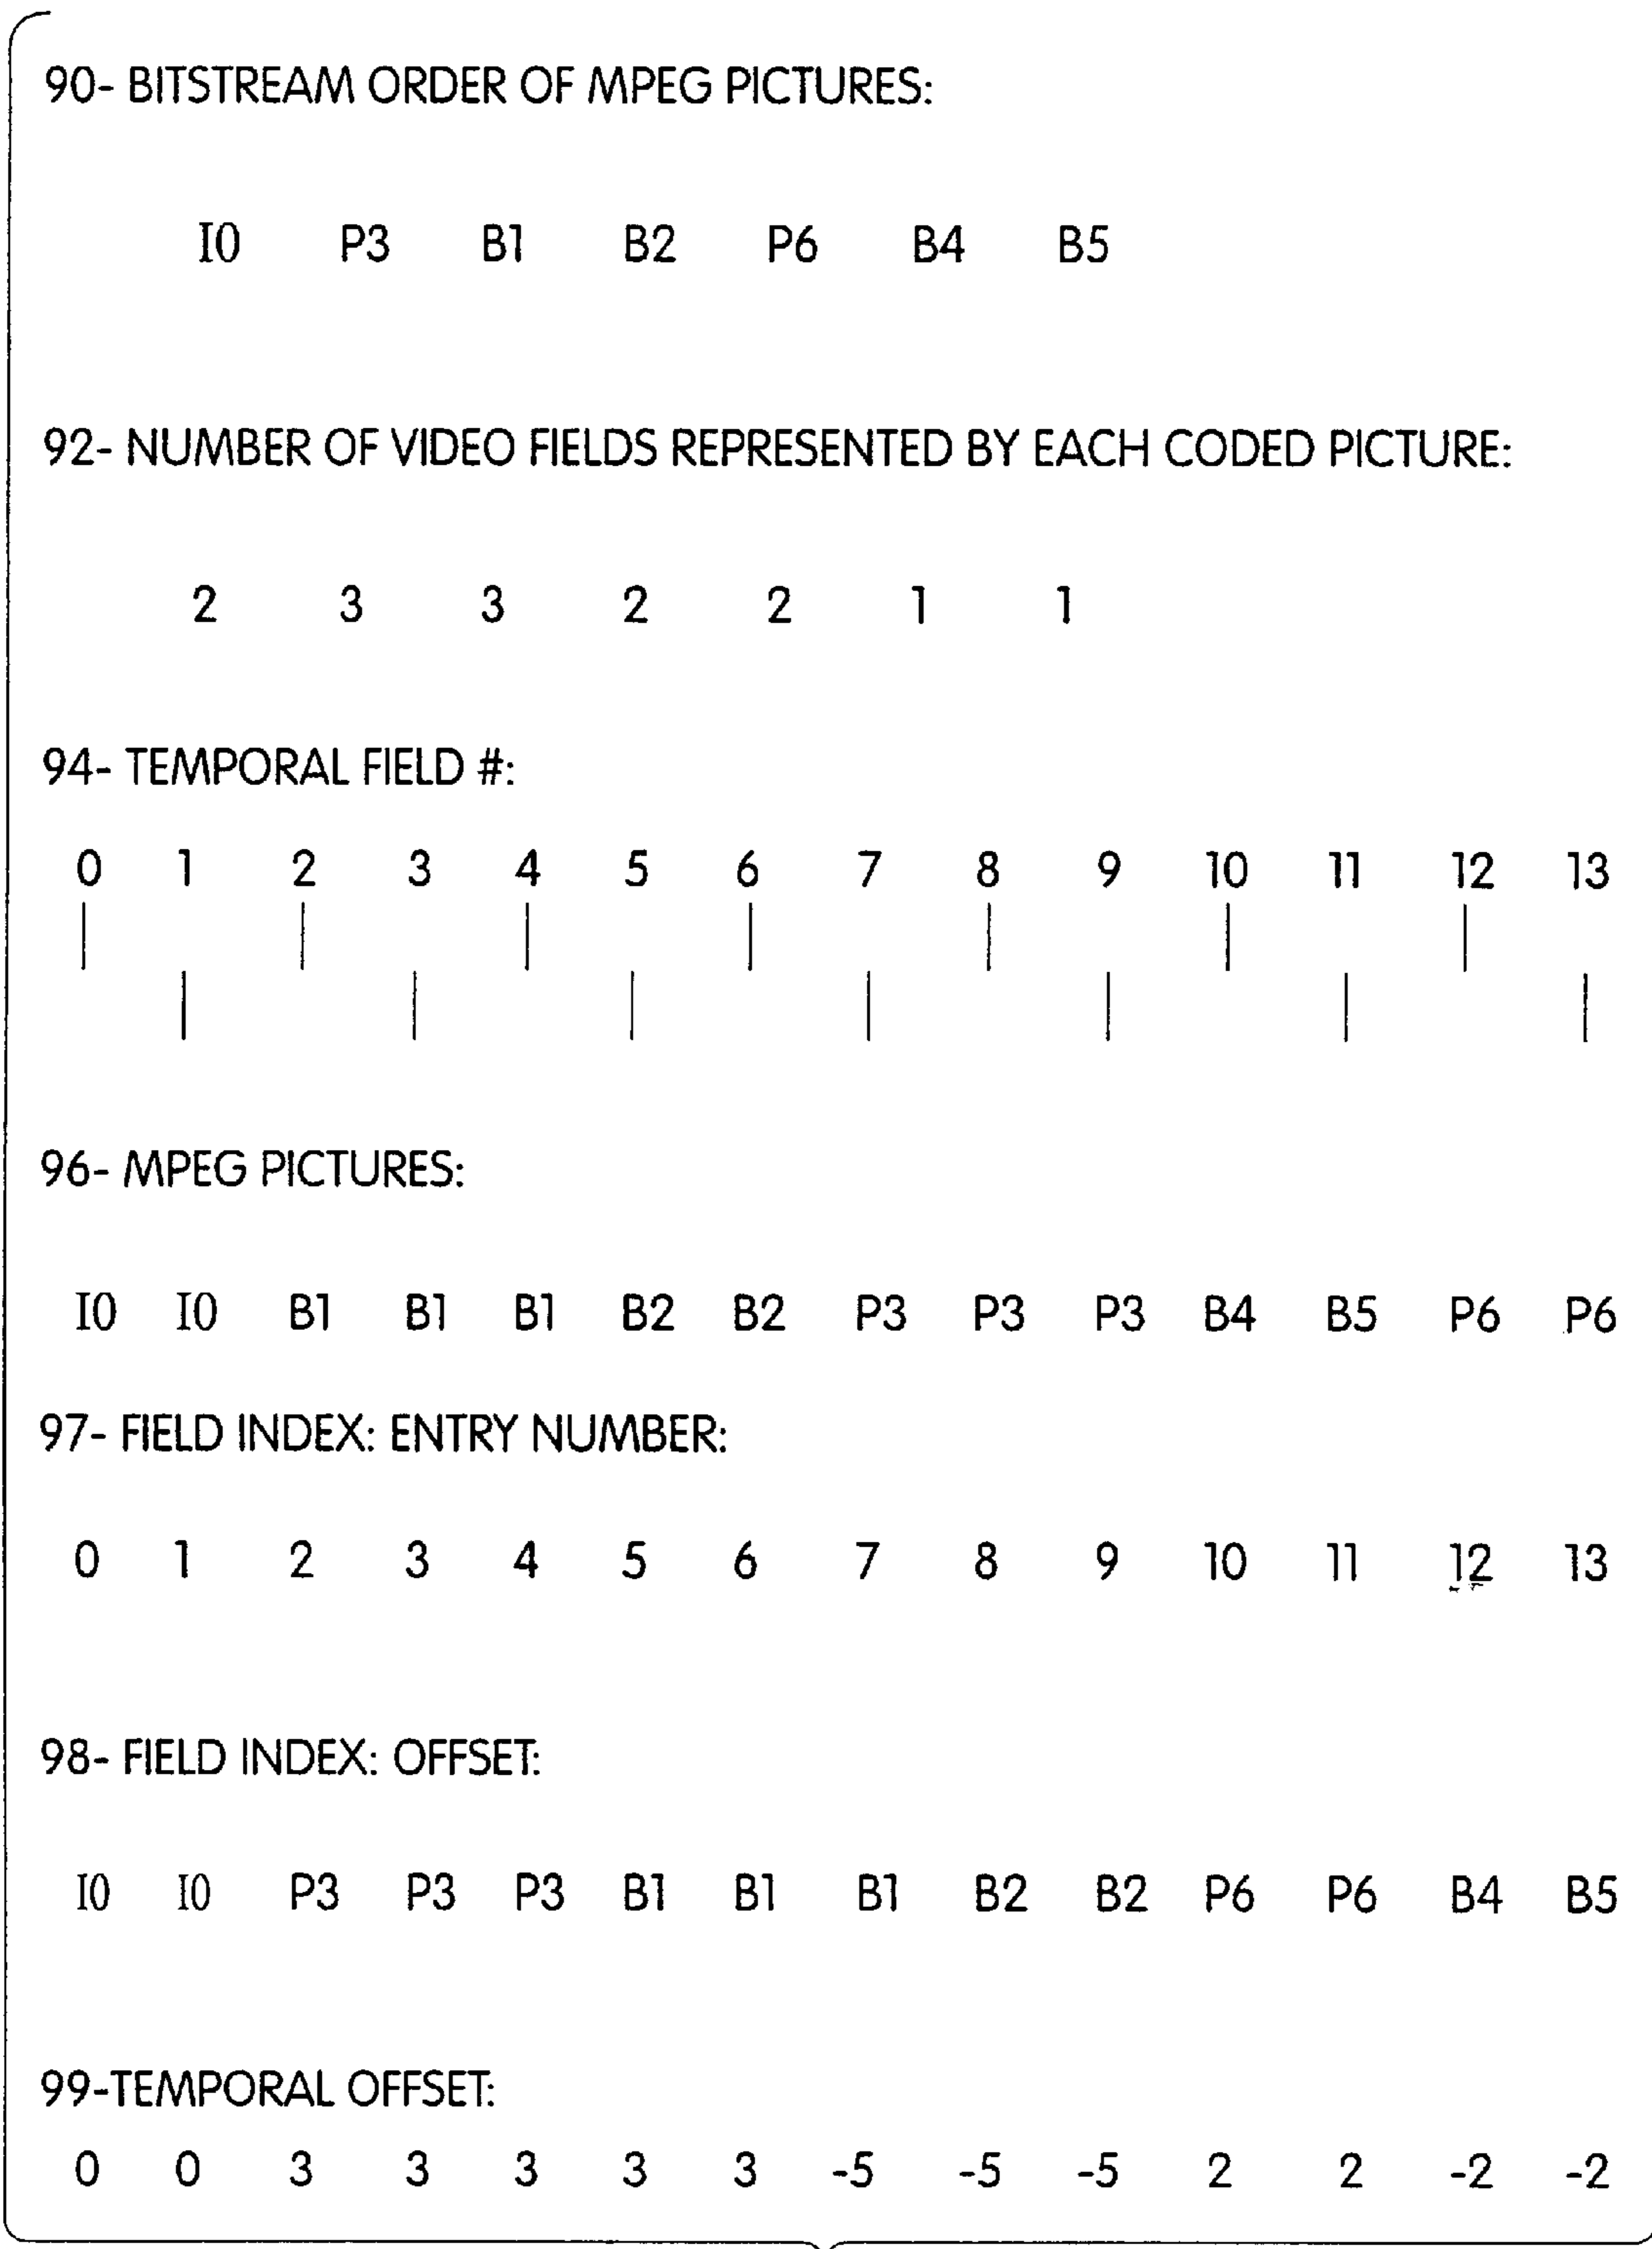 90- BITSTREAM ORDER OF MPEG PICTURES:
I0 P3 B1 B2 P6 B4 B5
92- NUMBER OF VIDEO FIELDS REPRESENTED BY EACH CODED PICTURE:
2 3 3 2 2 1 1
94- TEMPORAL FIELD #:
0 1 2 3 4 5 6 7 8 9 10 11 12 13
96- MPEG PICTURES:
I0 I0 B1 B1 B1 B2 B2 P3 P3 P3 B4 B5 P6 P6
97- FIELD INDEX: ENTRY NUMBER:
0 1 2 3 4 5 6 7 8 9 10 11 12 13
98- FIELD INDEX: OFFSET:
I0 I0 P3 P3 P3 B1 B1 B1 B2 B2 P6 P6 B4 B5
99-TEMPORAL OFFSET:
0 0 3 3 3 3 3 -5 -5 -5 2 2 -2 -2